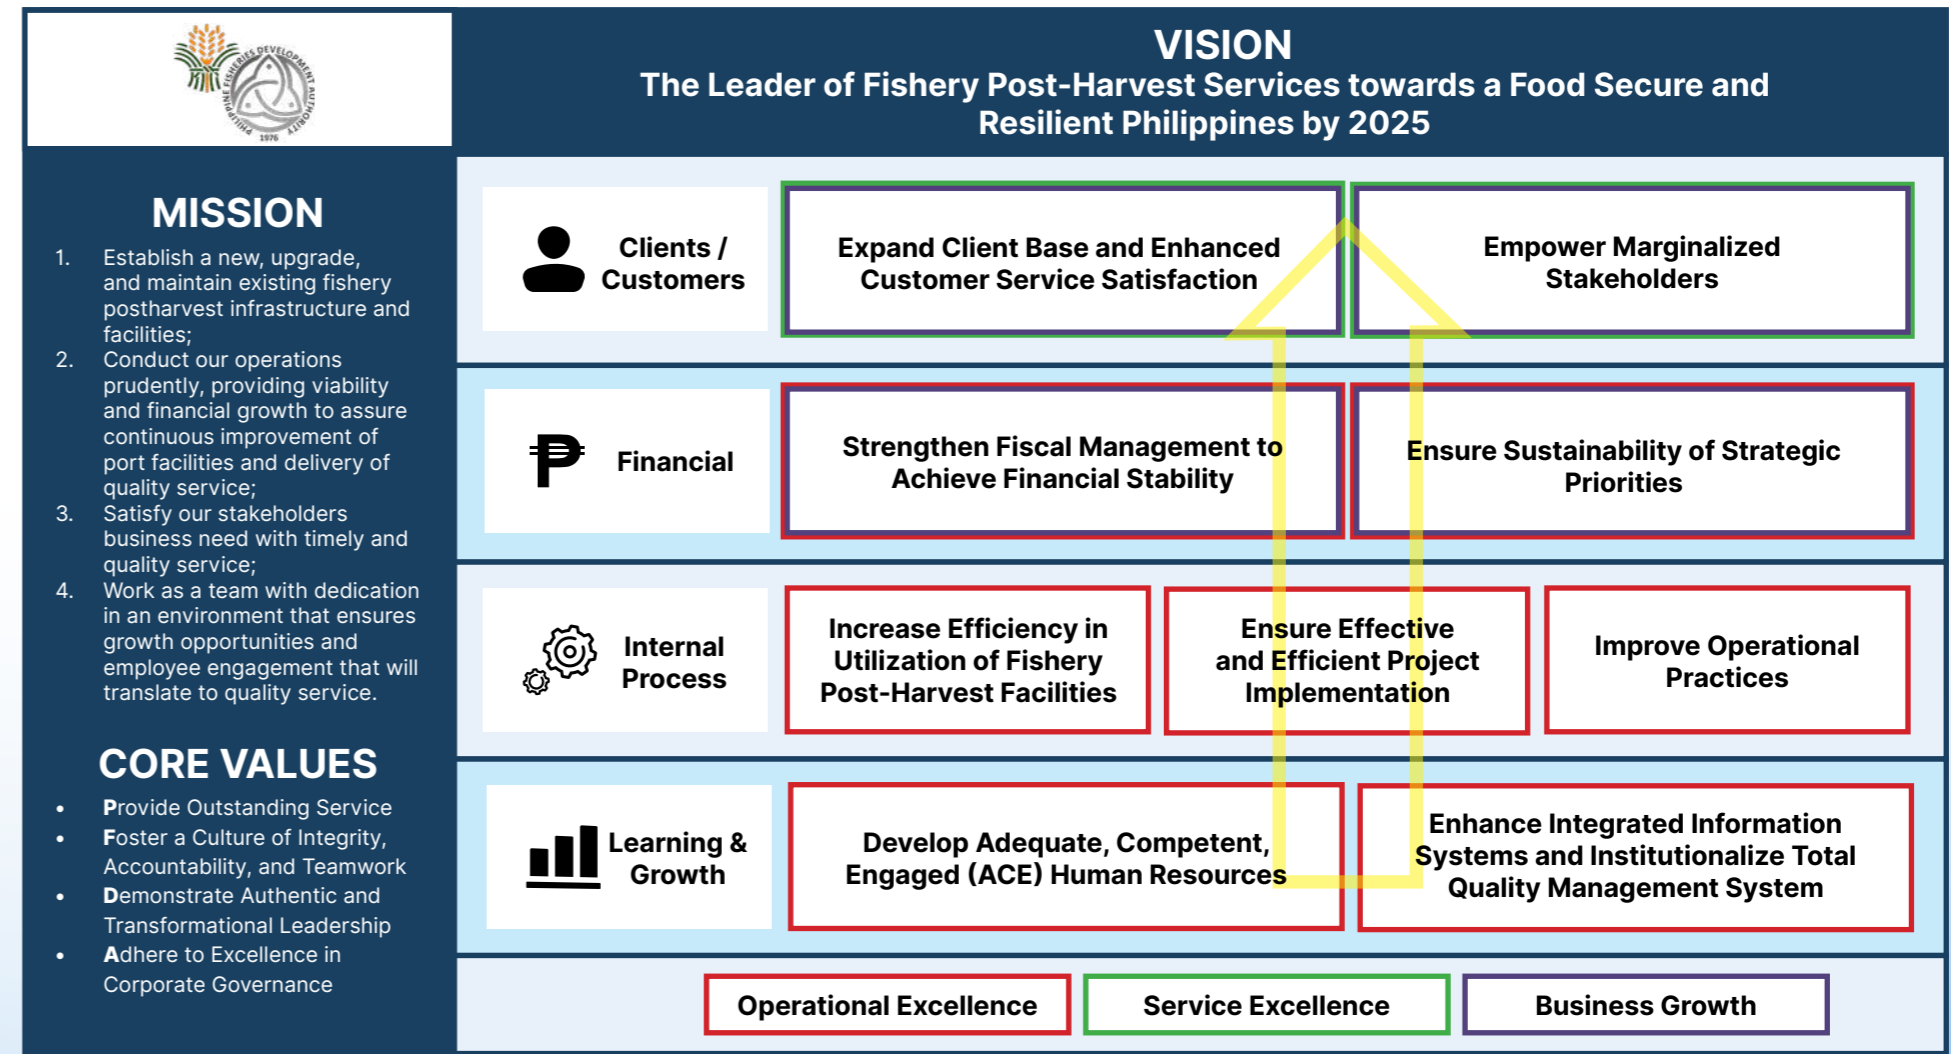 PHILIPPINE FISHERIES DEVELOPMENT AUTHORITY
1976
VISION
The Leader of Fishery Post-Harvest Services towards a Food Secure and
Resilient Philippines by 2025
MISSION
1. Establish a new, upgrade,
and maintain existing fishery
postharvest infrastructure and
facilities;
2. Conduct our operations
prudently, providing viability
and financial growth to assure
continuous improvement of
port facilities and delivery of
quality service;
3. Satisfy our stakeholders
business need with timely and
quality service;
4. Work as a team with dedication
in an environment that ensures
growth opportunities and
employee engagement that will
translate to quality service.
CORE VALUES
• Provide Outstanding Service
• Foster a Culture of Integrity,
Accountability, and Teamwork
• Demonstrate Authentic and
Transformational Leadership
• Adhere to Excellence in
Corporate Governance
Clients /
Customers
Expand Client Base and Enhanced
Customer Service Satisfaction
Empower Marginalized
Stakeholders
Financial
Strengthen Fiscal Management to
Achieve Financial Stability
Ensure Sustainability of Strategic
Priorities
Internal
Process
Increase Efficiency in
Utilization of Fishery
Post-Harvest Facilities
Ensure Effective
and Efficient Project
Implementation
Improve Operational
Practices
Learning &
Growth
Develop Adequate, Competent,
Engaged (ACE) Human Resources
Enhance Integrated Information
Systems and Institutionalize Total
Quality Management System
Operational Excellence
Service Excellence
Business Growth